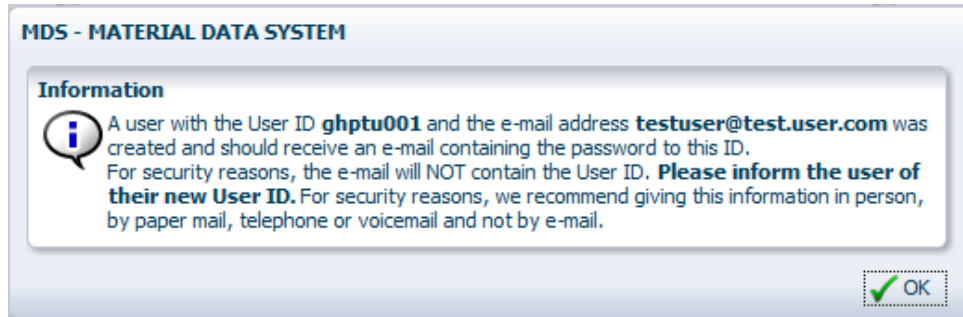 MDS - MATERIAL DATA SYSTEM
Information
A user with the User ID ghptu001 and the e-mail address testuser@test.user.com was
created and should receive an e-mail containing the password to this ID.
For security reasons, the e-mail will NOT contain the User ID. Please inform the user of
their new User ID. For security reasons, we recommend giving this information in person,
by paper mail, telephone or voicemail and not by e-mail.
OK